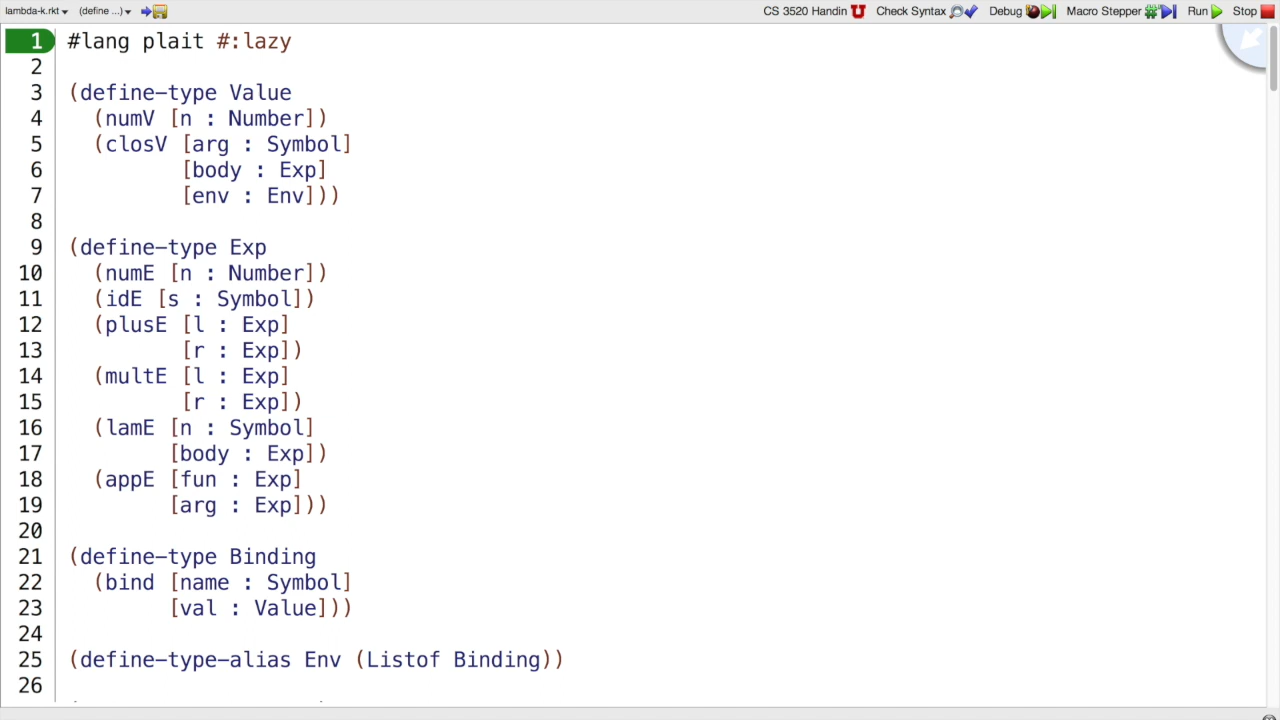 lambda-k.rkt▾ (define ...)▾ CS 3520 Handin Check Syntax Debug Macro Stepper Run Stop
1 #lang plait #:lazy
2
3 (define-type Value
4   (numV [n : Number])
5   (closV [arg : Symbol]
6          [body : Exp]
7          [env : Env]))
8
9 (define-type Exp
10   (numE [n : Number])
11   (idE [s : Symbol])
12   (plusE [l : Exp]
13          [r : Exp])
14   (multE [l : Exp]
15          [r : Exp])
16   (lamE [n : Symbol]
17         [body : Exp])
18   (appE [fun : Exp]
19         [arg : Exp]))
20
21 (define-type Binding
22   (bind [name : Symbol]
23         [val : Value]))
24
25 (define-type-alias Env (Listof Binding))
26